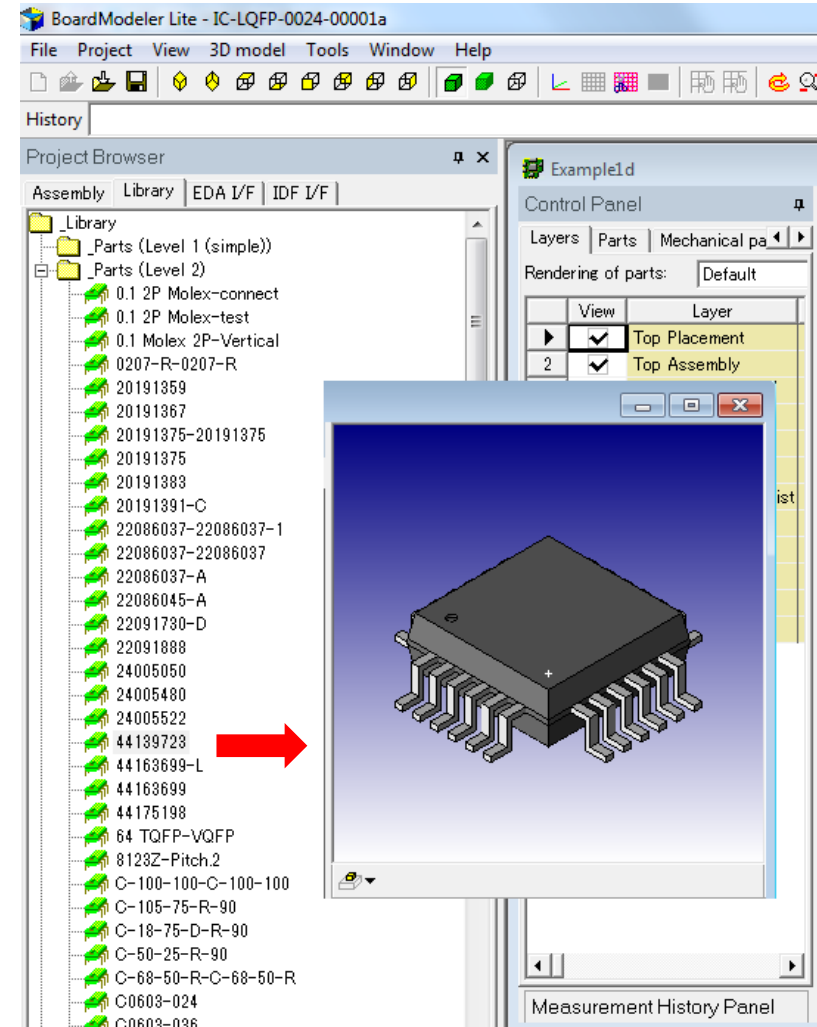 BoardModeler Lite - IC-LQFP-0024-00001a
File Project View 3D model Tools Window Help
History
Project Browser
Assembly Library EDA I/F IDF I/F
_Library
_Parts (Level 1 (simple))
_Parts (Level 2)
0.1 2P Molex-connect
0.1 2P Molex-test
0.1 Molex 2P-Vertical
0207-R-0207-R
20191359
20191367
20191375-20191375
20191375
20191383
20191391-C
22086037-22086037-1
22086037-22086037
22086037-A
22086045-A
22091730-D
22091888
24005050
24005480
24005522
44139723
44163699-L
44163699
44175198
64 TQFP-VQFP
8123Z-Pitch.2
C-100-100-C-100-100
C-105-75-R-90
C-18-75-D-R-90
C-50-25-R-90
C-68-50-R-C-68-50-R
C0603-024
C0603-036
Example1d
Control Panel
Layers Parts Mechanical pa
Rendering of parts: Default
View Layer
Top Placement
2 Top Assembly
ist
Measurement History Panel